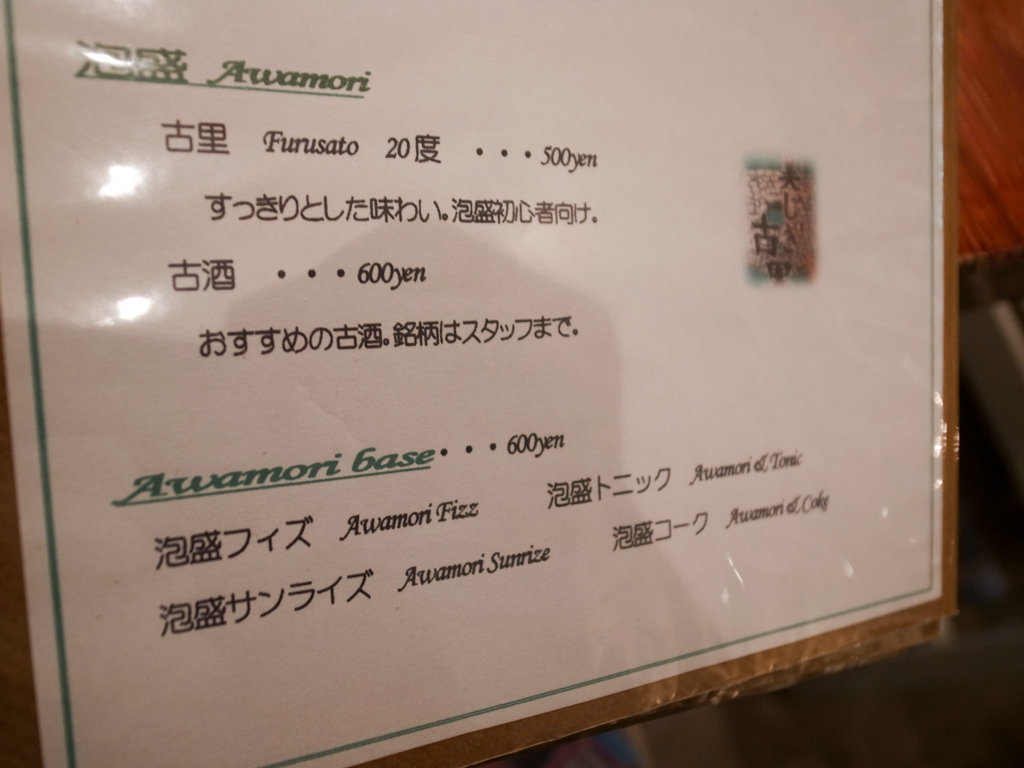 泡盛 Awamori
古里 Furusato 20度 ・・・500yen
すっきりとした味わい。泡盛初心者向け。
古酒 ・・・600yen
おすすめの古酒。銘柄はスタッフまで。
Awamori base・・・600yen
泡盛フィズ Awamori Fizz 泡盛トニック Awamori & Tonic
泡盛サンライズ Awamori Sunrize 泡盛コーク Awamori & Coke
古里